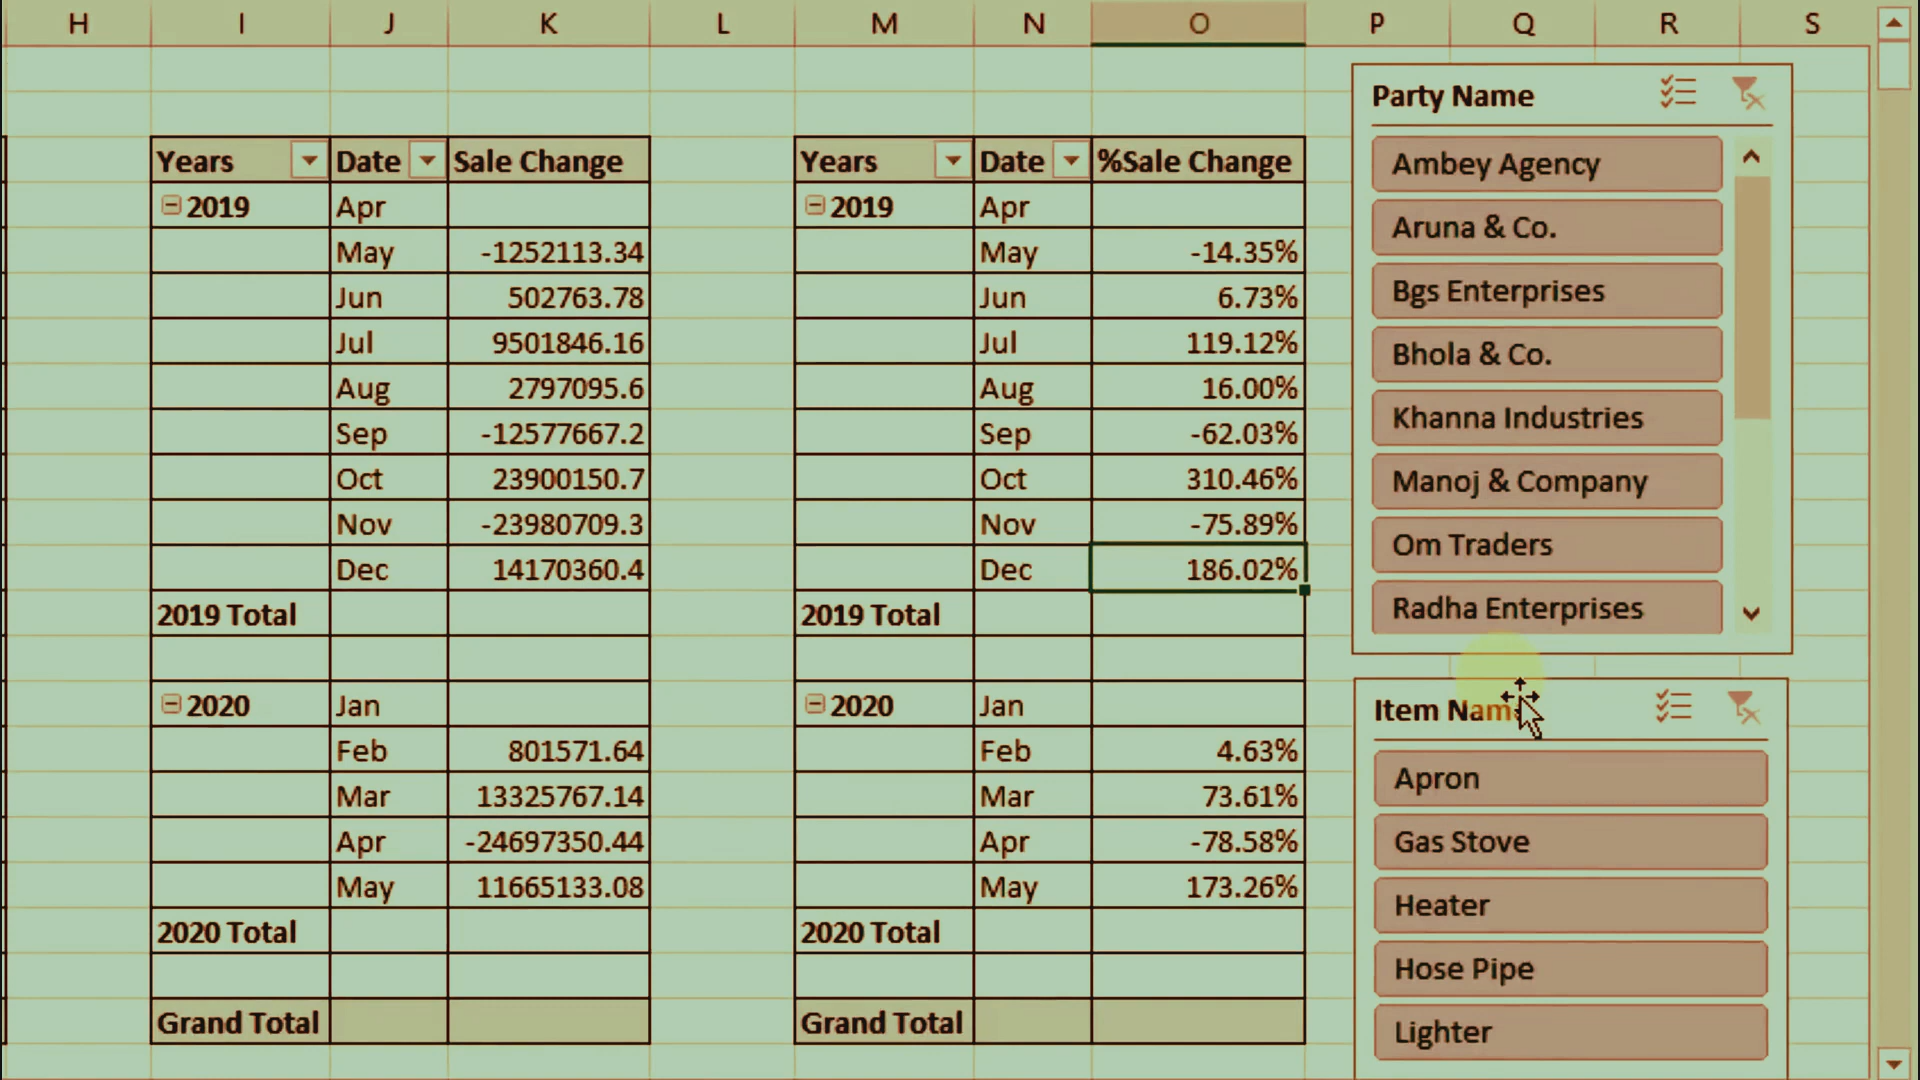 H I J K L M N O P Q R S
Years Date Sale Change
2019 Apr
May -1252113.34
Jun 502763.78
Jul 9501846.16
Aug 2797095.6
Sep -12577667.2
Oct 23900150.7
Nov -23980709.3
Dec 14170360.4
2019 Total
2020 Jan
Feb 801571.64
Mar 13325767.14
Apr -24697350.44
May 11665133.08
2020 Total
Grand Total
Years Date %Sale Change
2019 Apr
May -14.35%
Jun 6.73%
Jul 119.12%
Aug 16.00%
Sep -62.03%
Oct 310.46%
Nov -75.89%
Dec 186.02%
2019 Total
2020 Jan
Feb 4.63%
Mar 73.61%
Apr -78.58%
May 173.26%
2020 Total
Grand Total
Party Name
Ambey Agency
Aruna & Co.
Bgs Enterprises
Bhola & Co.
Khanna Industries
Manoj & Company
Om Traders
Radha Enterprises
Item Name
Apron
Gas Stove
Heater
Hose Pipe
Lighter